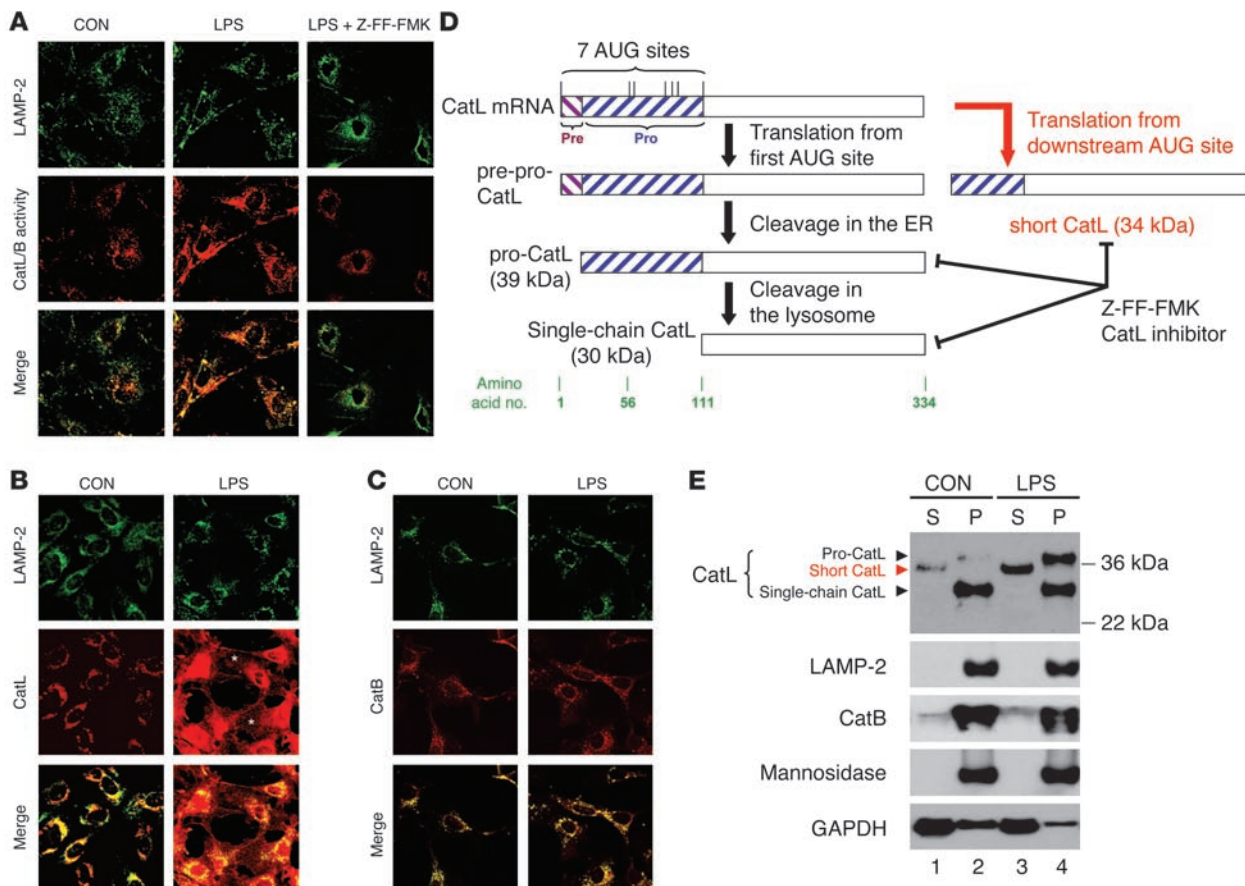 A
CON
LPS
LPS + Z-FF-FMK
LAMP-2
CatL/B activity
Merge
D
7 AUG sites
CatL mRNA
Pre
Pro
Translation from
first AUG site
Translation from
downstream AUG site
pre-pro-
CatL
Cleavage in the ER
short CatL (34 kDa)
pro-CatL
(39 kDa)
Cleavage in
the lysosome
Z-FF-FMK
CatL inhibitor
Single-chain CatL
(30 kDa)
Amino
acid no.
1 56 111 334
B
CON
LPS
LAMP-2
CatL
*
*
Merge
C
CON
LPS
LAMP-2
CatB
Merge
E
CON LPS
S P S P
CatL
Pro-CatL
Short CatL
Single-chain CatL
36 kDa
22 kDa
LAMP-2
CatB
Mannosidase
GAPDH
1 2 3 4